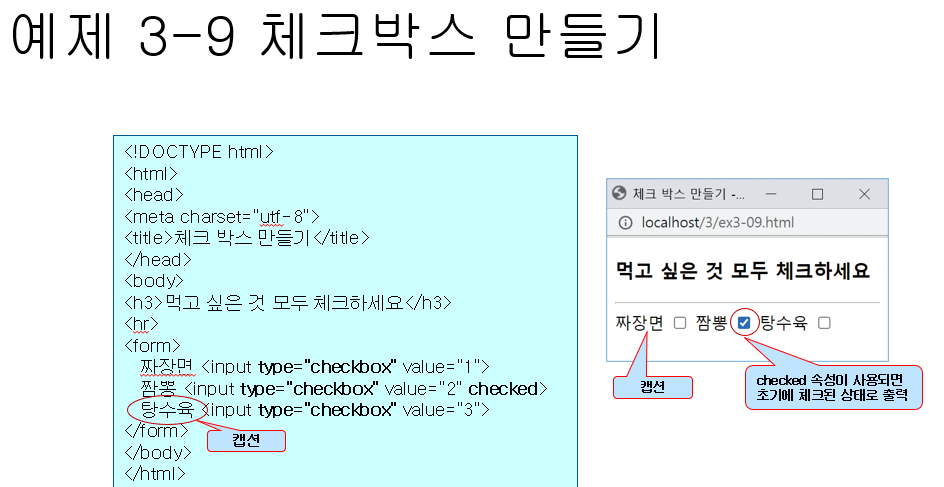 예제 3-9 체크박스 만들기
<!DOCTYPE html>
<html>
<head>
<meta charset="utf-8">
<title>체크 박스 만들기</title>
</head>
<body>
<h3>먹고 싶은 것 모두 체크하세요</h3>
<hr>
<form>
짜장면 <input type="checkbox" value="1">
짬뽕 <input type="checkbox" value="2" checked>
탕수육 <input type="checkbox" value="3">
</form>
캡션
</body>
</html>
체크 박스 만들기 -...
localhost/3/ex3-09.html
먹고 싶은 것 모두 체크하세요
짜장면 짬뽕 탕수육
캡션
checked 속성이 사용되면
초기에 체크된 상태로 출력